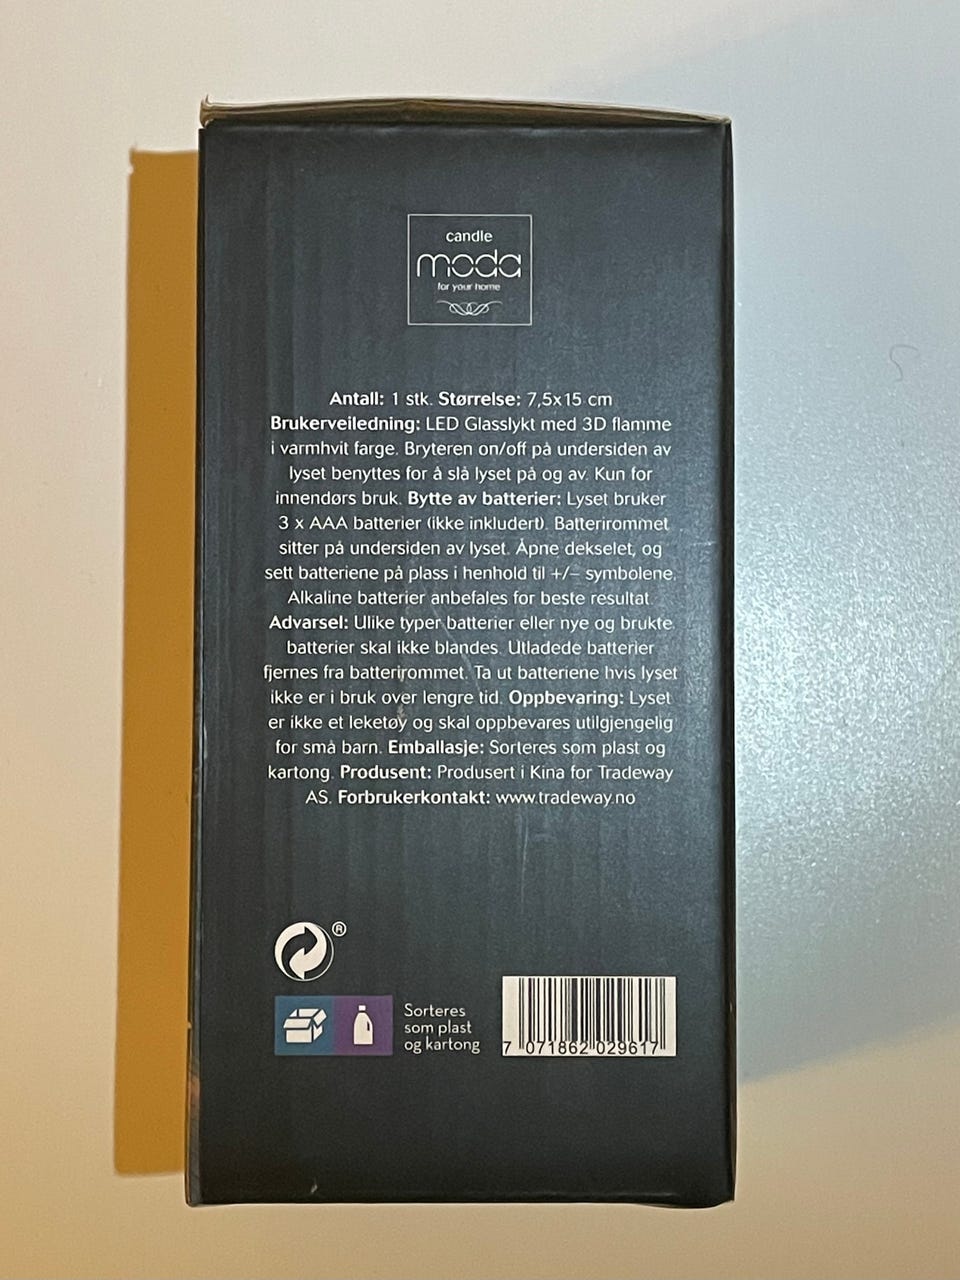 candle
moda
for your home
Antall: 1 stk. Størrelse: 7,5x15 cm
Brukerveiledning: LED Glasslykt med 3D flamme
i varmhvit farge. Bryteren on/off på undersiden av
lyset benyttes for å slå lyset på og av. Kun for
innendørs bruk. Bytte av batterier: Lyset bruker
3 x AAA batterier (ikke inkludert). Batterirommet
sitter på undersiden av lyset. Åpne dekselet, og
sett batteriene på plass i henhold til +/– symbolene.
Alkaline batterier anbefales for beste resultat.
Advarsel: Ulike typer batterier eller nye og brukte
batterier skal ikke blandes. Utladede batterier
fjernes fra batterirommet. Ta ut batteriene hvis lyset
ikke er i bruk over lengre tid. Oppbevaring: Lyset
er ikke et leketøy og skal oppbevares utilgjengelig
for små barn. Emballasje: Sorteres som plast og
kartong. Produsent: Produsert i Kina for Tradeway
AS. Forbrukerkontakt: www.tradeway.no
®
Sorteres
som plast
og kartong
7 071862 029617